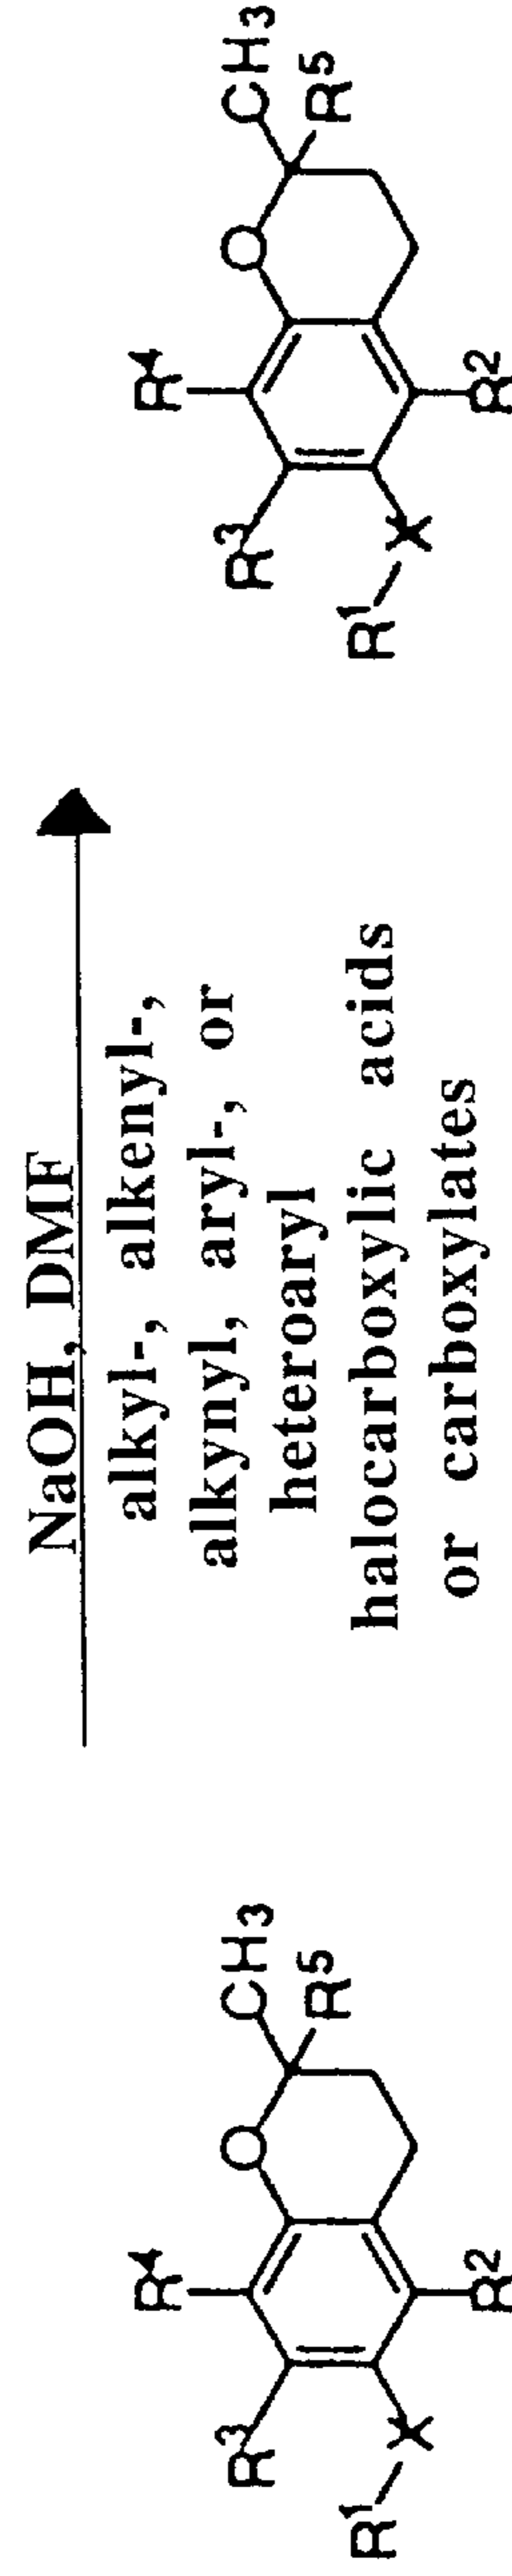 R4
R3
O
CH3
R5
R1
X
R2
NaOH, DMF
alkyl-, alkenyl-,
alkynyl, aryl-, or
heteroaryl
halocarboxylic acids
or carboxylates
R4
R3
O
CH3
R5
R1
X
R2